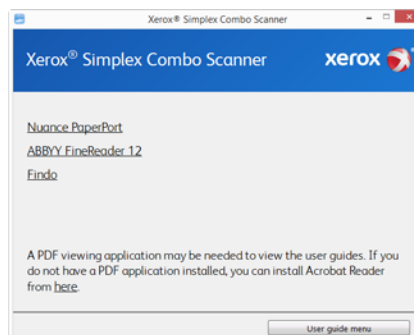 Xerox® Simplex Combo Scanner
Xerox® Simplex Combo Scanner
xerox
Nuance PaperPort
ABBYY FineReader 12
Findo
A PDF viewing application may be needed to view the user guides. If you
do not have a PDF application installed, you can install Acrobat Reader
from here.
User guide menu